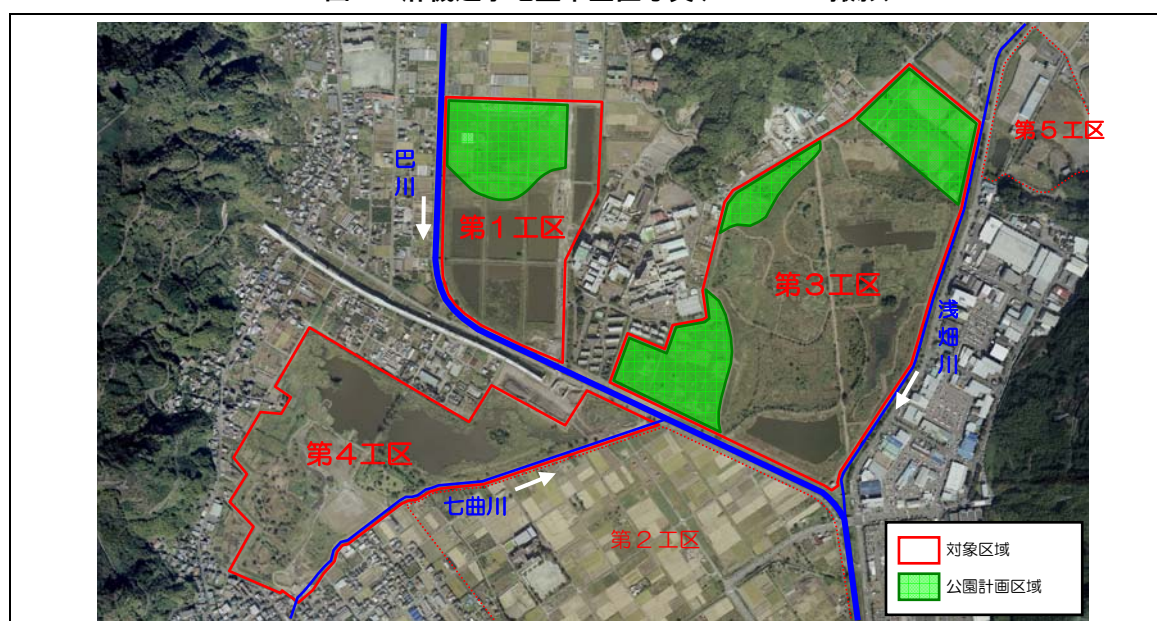 巴川
第1工区
第5工区
第3工区
浅畑川
第4工区
七曲川
第2工区
対象区域
公園計画区域